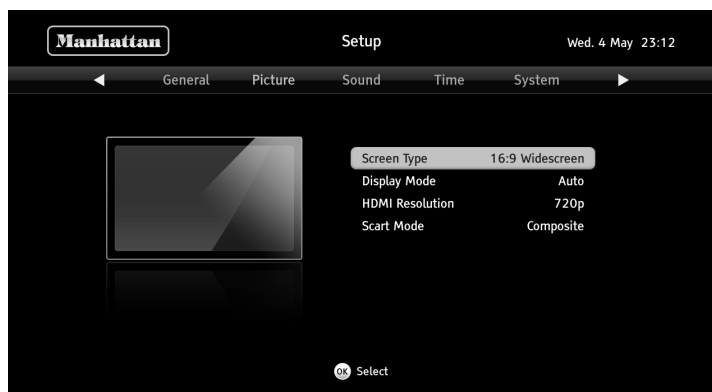 Manhattan Setup Wed. 4 May 23:12
General Picture Sound Time System
Screen Type 16:9 Widescreen
Display Mode Auto
HDMI Resolution 720p
Scart Mode Composite
OK Select